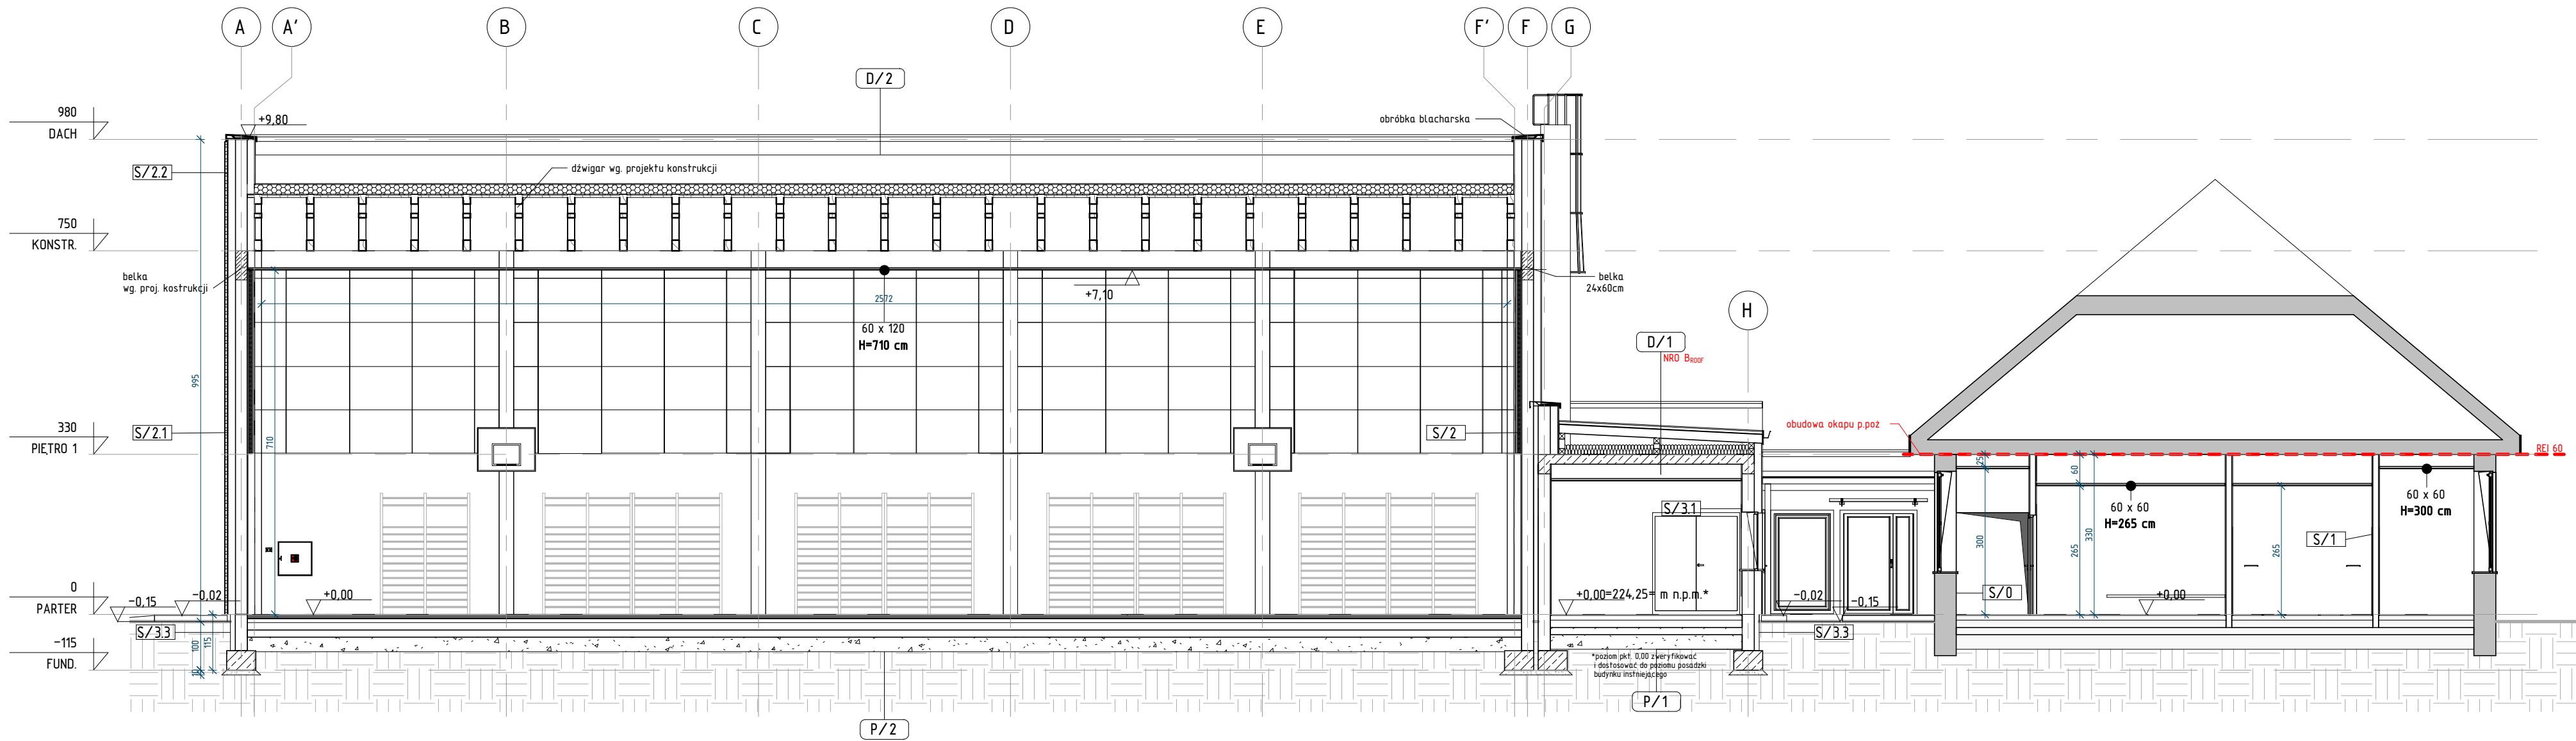 A
A'
B
C
D
E
F'
F
G
D/2
980
DACH
+9,80
obróbka blacharska
S/2.2
dźwigar wg. projektu konstrukcji
750
KONSTR.
belka
wg. proj. kostrukcji
belka
24x60cm
+7,10
2572
60 x 120
H=710 cm
H
D/1
NRO BROOF
995
710
330
PIĘTRO 1
S/2.1
S/2
obudowa okapu p.poż
REI 60
25
60
60 x 60
H=300 cm
60 x 60
H=265 cm
S/3.1
300
265
330
265
S/1
0
PARTER
-0,15
-0,02
+0,00
+0,00=224,25= m n.p.m.*
-0,02
-0,15
S/0
+0,00
S/3.3
S/3.3
-115
FUND.
100
115
10
*poziom pkt. 0,00 zweryfikować
i dostosować do poziomu posadzki
budynku instniejącego
P/2
P/1